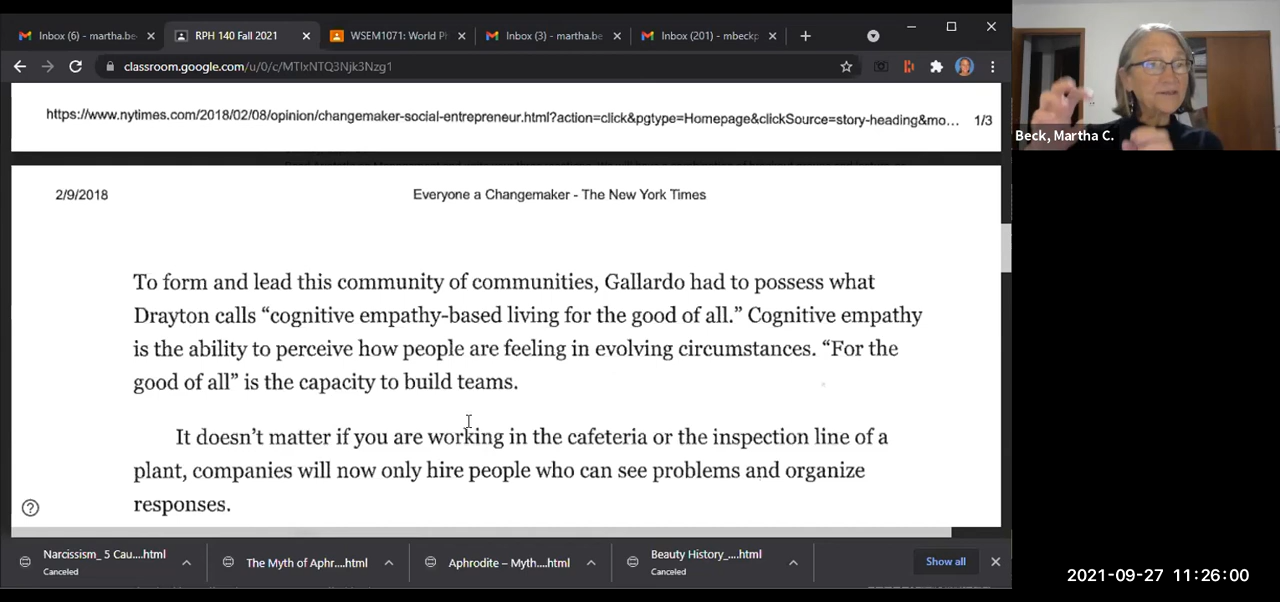 Inbox (6) - martha.be
RPH 140 Fall 2021
WSEM1071: World Ph
Inbox (3) - martha.be
Inbox (201) - mbeckp
classroom.google.com/u/0/c/MTIxNTQ3Njk3Nzg1
https://www.nytimes.com/2018/02/08/opinion/changemaker-social-entrepreneur.html?action=click&pgtype=Homepage&clickSource=story-heading&mo... 1/3
Beck, Martha C.
2/9/2018 Everyone a Changemaker - The New York Times
To form and lead this community of communities, Gallardo had to possess what
Drayton calls “cognitive empathy-based living for the good of all.” Cognitive empathy
is the ability to perceive how people are feeling in evolving circumstances. “For the
good of all” is the capacity to build teams.
It doesn’t matter if you are working in the cafeteria or the inspection line of a
plant, companies will now only hire people who can see problems and organize
responses.
Narcissism_ 5 Cau....html
Canceled
The Myth of Aphr....html
Aphrodite – Myth....html
Beauty History_....html
Canceled
Show all
2021-09-27 11:26:00